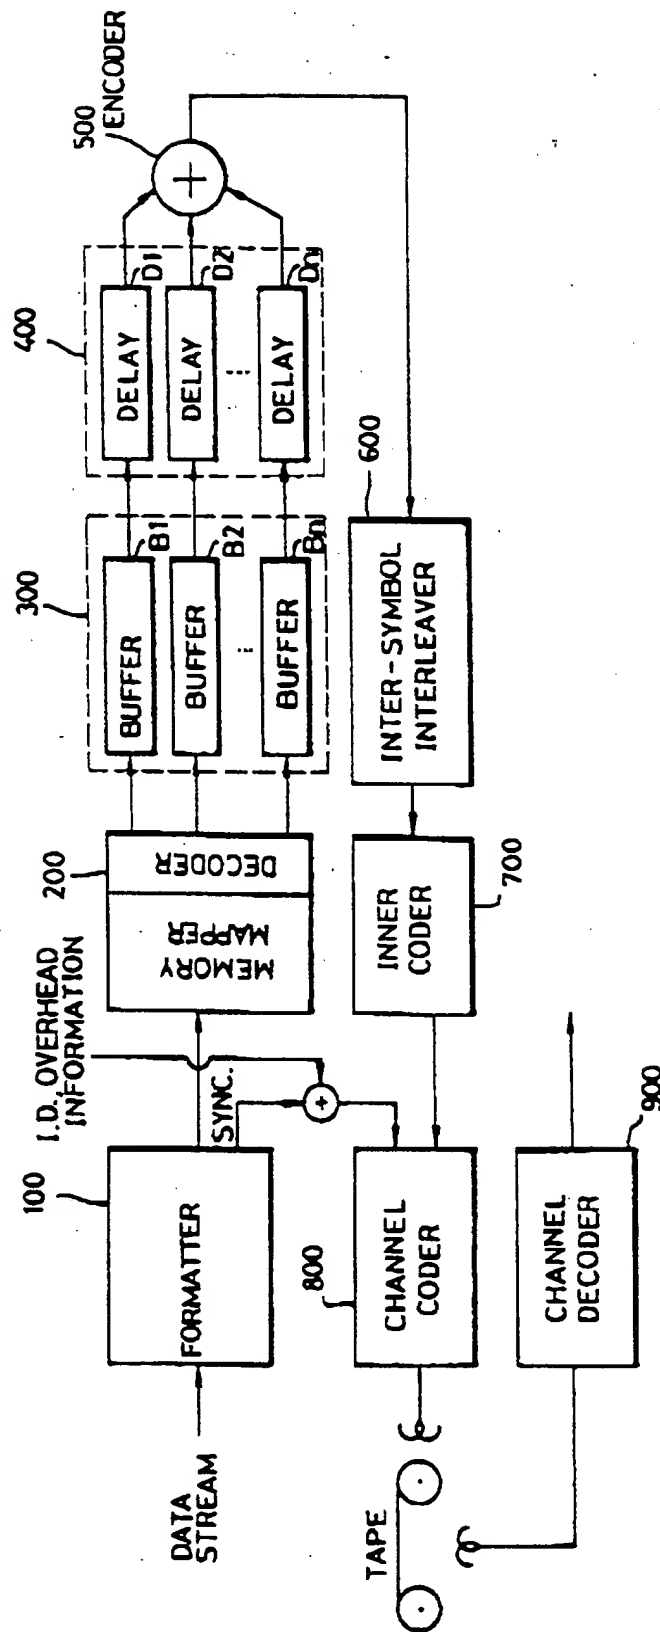 DATA
STREAM
100
FORMATTER
SYNC.
I.D., OVERHEAD
INFORMATION
+
200
MEMORY
MAPPER
DECODER
300
BUFFER
B1
BUFFER
B2
BUFFER
Bn
400
DELAY
D1
DELAY
D2
DELAY
Dn
500
ENCODER
+
600
INTER-SYMBOL
INTERLEAVER
700
INNER
CODER
800
CHANNEL
CODER
TAPE
900
CHANNEL
DECODER